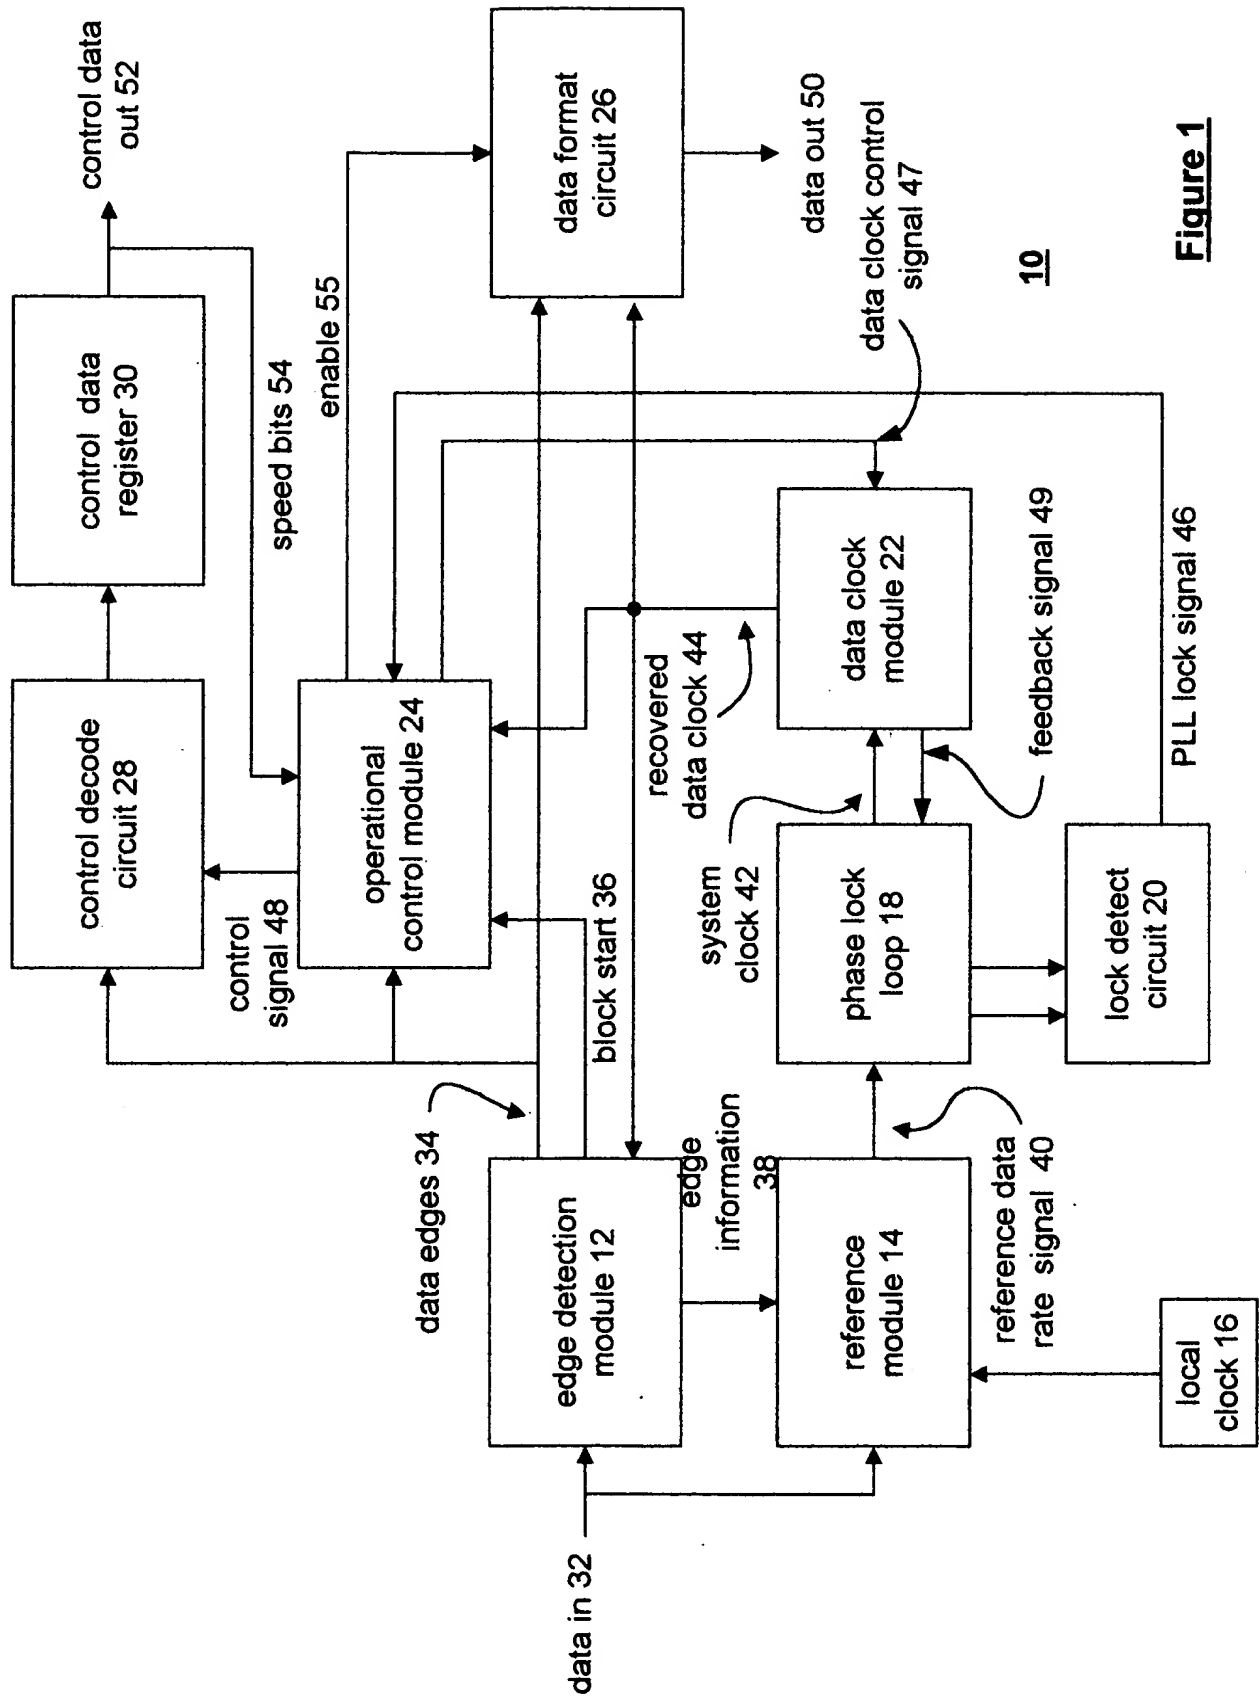 control decode
circuit 28
control data
register 30
control data
out 52
control
signal 48
speed bits 54
operational
control module 24
enable 55
data edges 34
data format
circuit 26
edge detection
module 12
block start 36
data in 32
edge
information
38
recovered
data clock 44
data out 50
system
clock 42
data clock control
signal 47
reference
module 14
phase lock
loop 18
data clock
module 22
reference data
rate signal 40
feedback signal 49
10
lock detect
circuit 20
PLL lock signal 46
local
clock 16
Figure 1